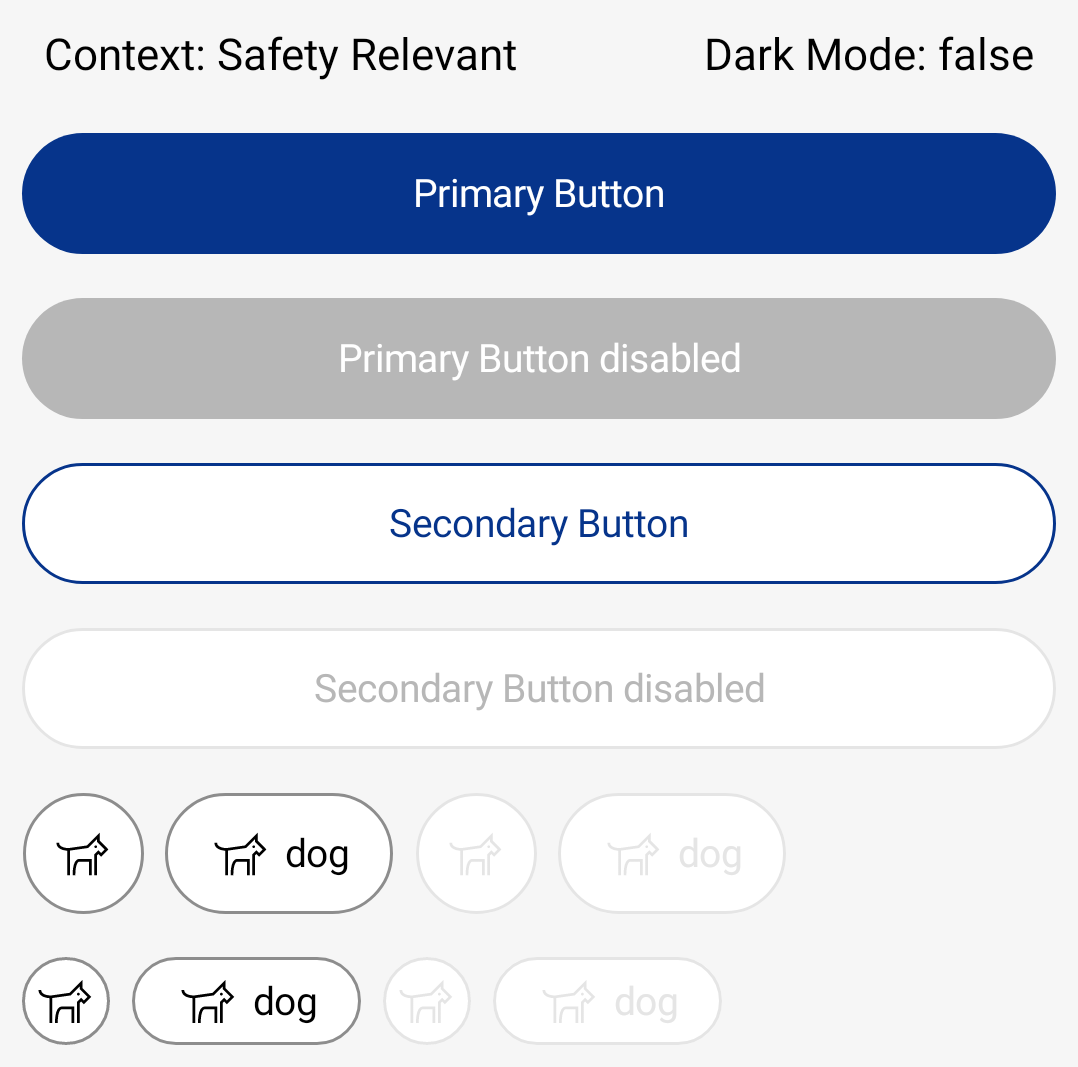 Context: Safety Relevant Dark Mode: false
Primary Button
Primary Button disabled
Secondary Button
Secondary Button disabled
dog dog
dog dog